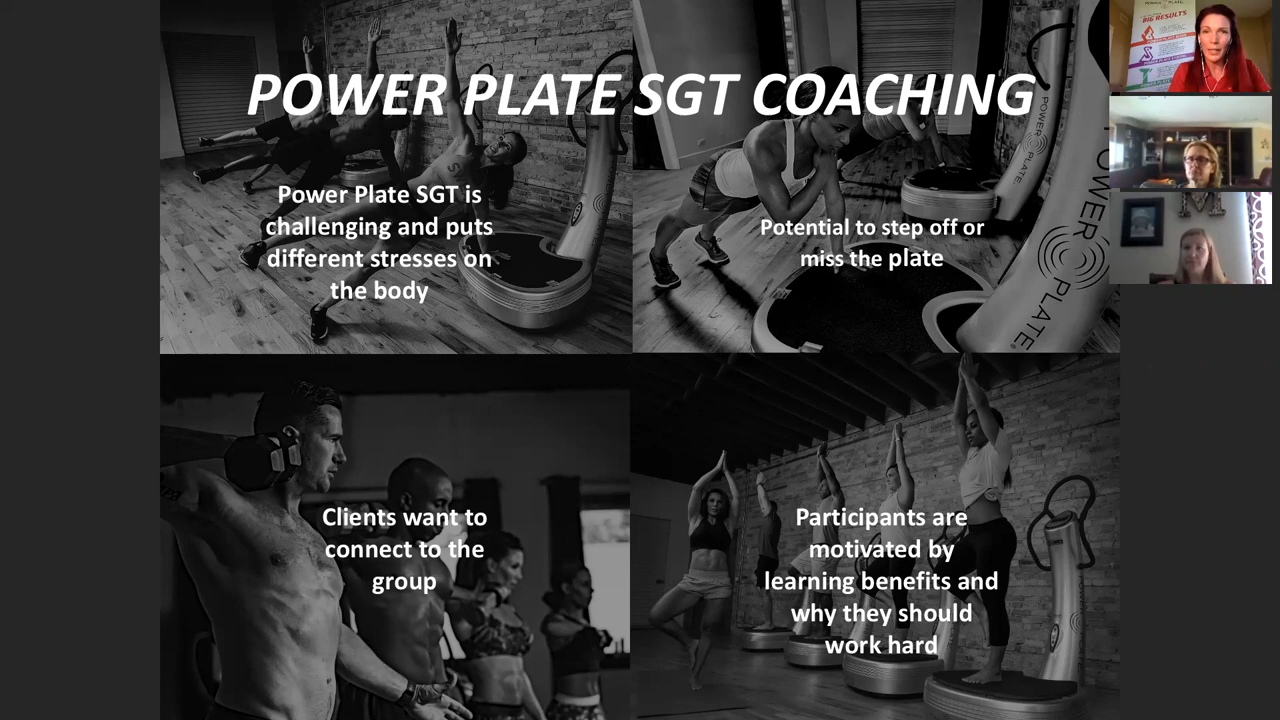 POWER PLATE SGT COACHING
Power Plate SGT is
challenging and puts
different stresses on
the body
Potential to step off or
miss the plate
Clients want to
connect to the
group
Participants are
motivated by
learning benefits and
why they should
work hard
POWER PLATE
POWER PLATE
BIG RESULTS